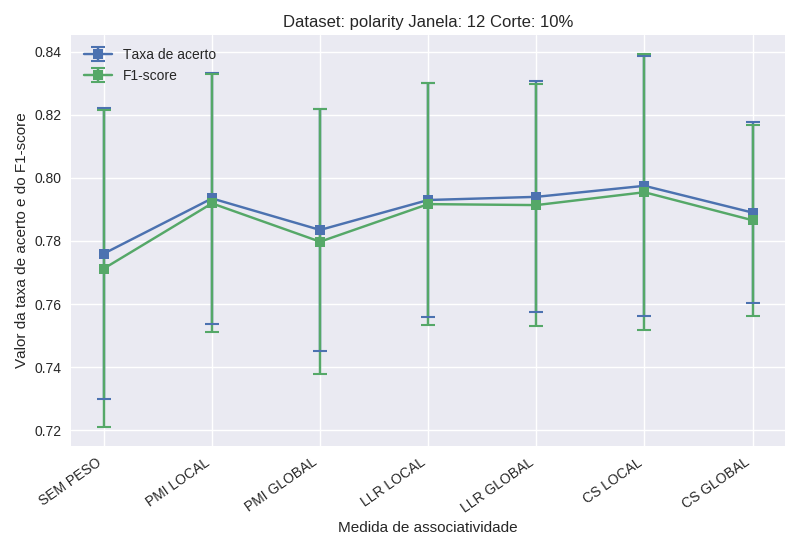 Dataset: polarity Janela: 12 Corte: 10%
Taxa de acerto
F1-score
Valor da taxa de acerto e do F1-score
0.84
0.82
0.80
0.78
0.76
0.74
0.72
SEM PESO
PMI LOCAL
PMI GLOBAL
LLR LOCAL
LLR GLOBAL
CS LOCAL
CS GLOBAL
Medida de associatividade